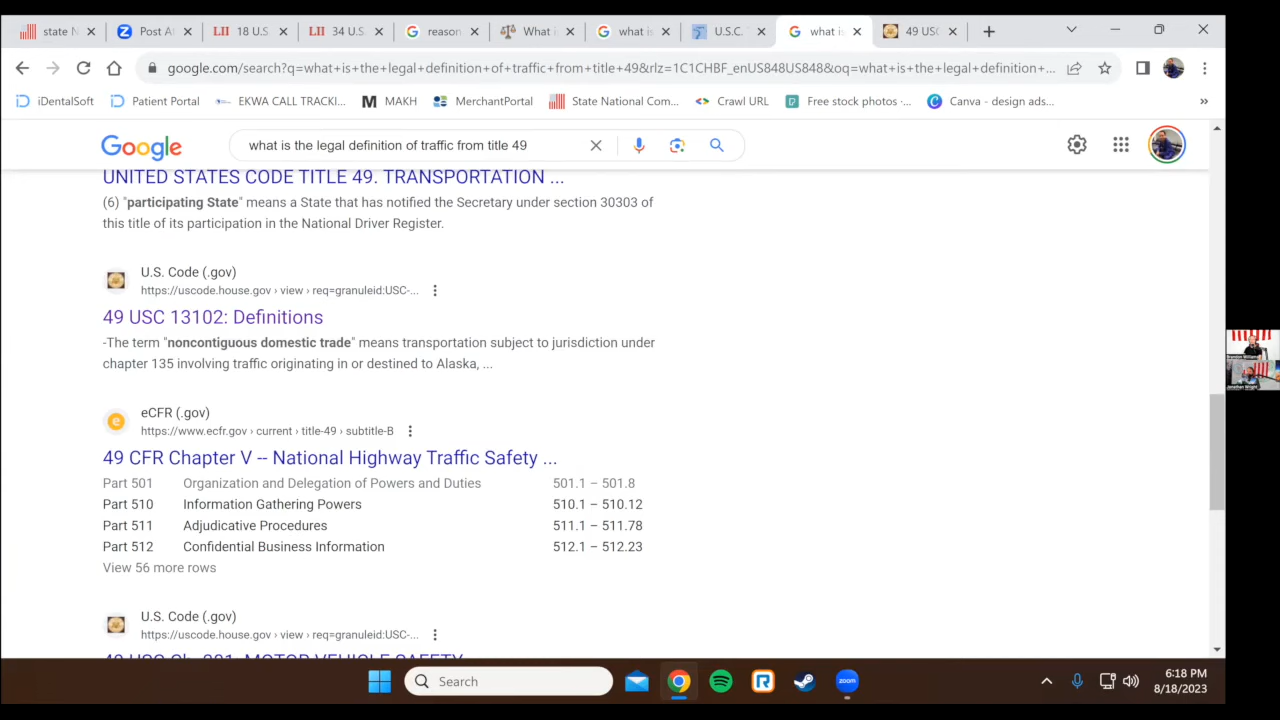 state N
Post A
LII 18 U.S
LII 34 U.S
G reason
What i
G what is
U.S.C. T
G what is
49 USC
google.com/search?q=what+is+the+legal+definition+of+traffic+from+title+49&rlz=1C1CHBF_enUS848US848&oq=what+is+the+legal+definition+...
iDentalSoft
Patient Portal
EKWA CALL TRACKI...
M MAKH
MerchantPortal
State National Com...
Crawl URL
Free stock photos -...
Canva - design ads...
»
Google
what is the legal definition of traffic from title 49
UNITED STATES CODE TITLE 49. TRANSPORTATION ...
(6) "participating State" means a State that has notified the Secretary under section 30303 of
this title of its participation in the National Driver Register.
U.S. Code (.gov)
https://uscode.house.gov › view › req=granuleid:USC-...
49 USC 13102: Definitions
-The term "noncontiguous domestic trade" means transportation subject to jurisdiction under
chapter 135 involving traffic originating in or destined to Alaska, ...
e
eCFR (.gov)
https://www.ecfr.gov › current › title-49 › subtitle-B
49 CFR Chapter V -- National Highway Traffic Safety ...
Part 501 Organization and Delegation of Powers and Duties 501.1 – 501.8
Part 510 Information Gathering Powers 510.1 – 510.12
Part 511 Adjudicative Procedures 511.1 – 511.78
Part 512 Confidential Business Information 512.1 – 512.23
View 56 more rows
U.S. Code (.gov)
https://uscode.house.gov › view › req=granuleid:USC-...
49 USC Ch. 301: MOTOR VEHICLE SAFETY
Search
zoom
6:18 PM
8/18/2023